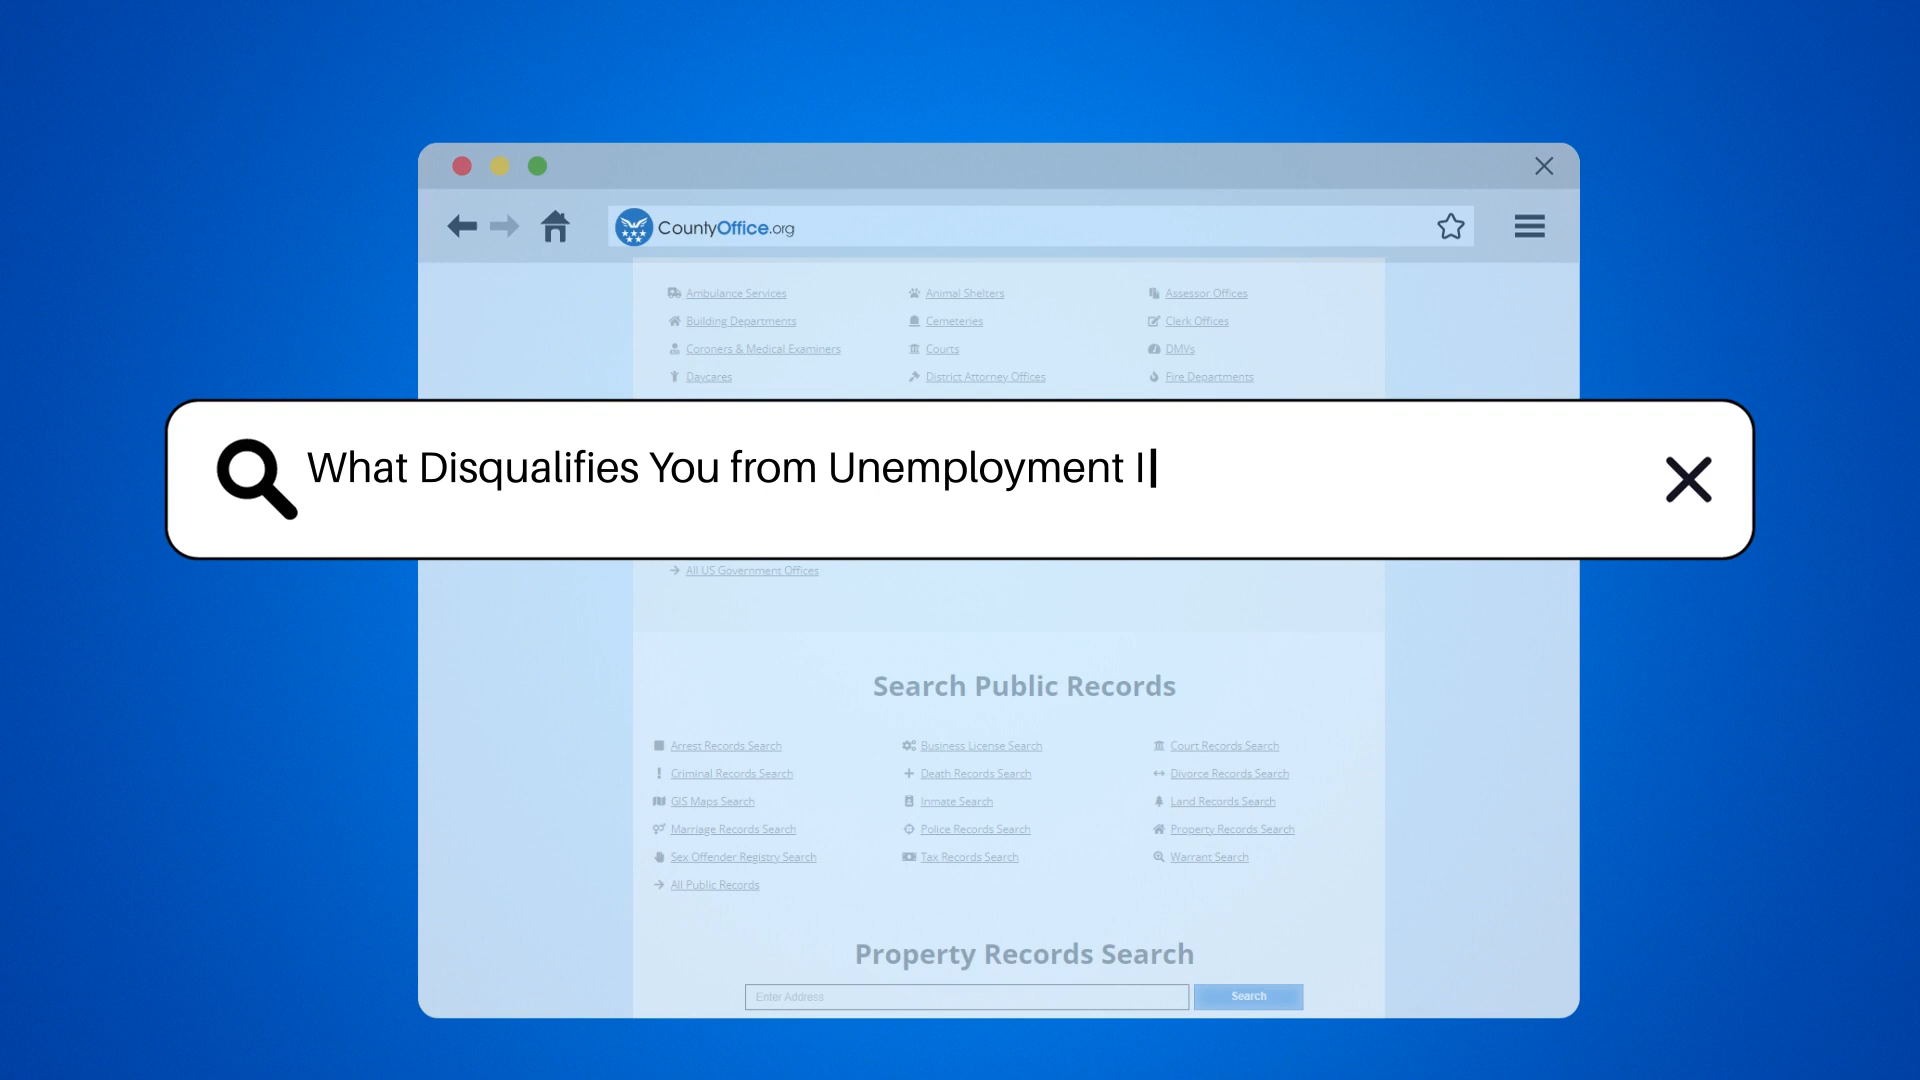 CountyOffice.org
Ambulance Services Animal Shelters Assessor Offices
Building Departments Cemeteries Clerk Offices
Coroners & Medical Examiners Courts DMVs
Daycares District Attorney Offices Fire Departments
What Disqualifies You from Unemployment I
All US Government Offices
Search Public Records
Arrest Records Search Business License Search Court Records Search
Criminal Records Search Death Records Search Divorce Records Search
GIS Maps Search Inmate Search Land Records Search
Marriage Records Search Police Records Search Property Records Search
Sex Offender Registry Search Tax Records Search Warrant Search
All Public Records
Property Records Search
Enter Address Search